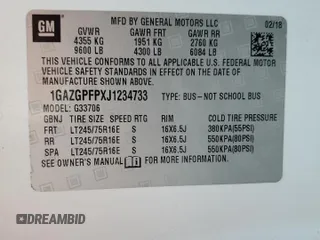 GM
MFD BY GENERAL MOTORS LLC
02/18
GVWR GAWR FRT GAWR RR
4355 KG 1951 KG 2760 KG
9600 LB 4300 LB 6084 LB
THIS VEHICLE CONFORMS TO ALL APPLICABLE U.S. FEDERAL MOTOR
VEHICLE SAFETY STANDARDS IN EFFECT ON THE DATE OF
MANUFACTURE SHOWN ABOVE.
1GAZGPFPXJ1234733 TYPE: BUS-NOT SCHOOL BUS
MODEL: G33706
GBNJ TIRE SIZE SPEED RTG RIM COLD TIRE PRESSURE
FRT LT245/75R16E S 16X6.5J 380KPA(55PSI)
RR LT245/75R16E S 16X6.5J 550KPA(80PSI)
SPA LT245/75R16E S 16X6.5J 550KPA(80PSI)
SEE OWNER'S MANUAL
DREAMBID